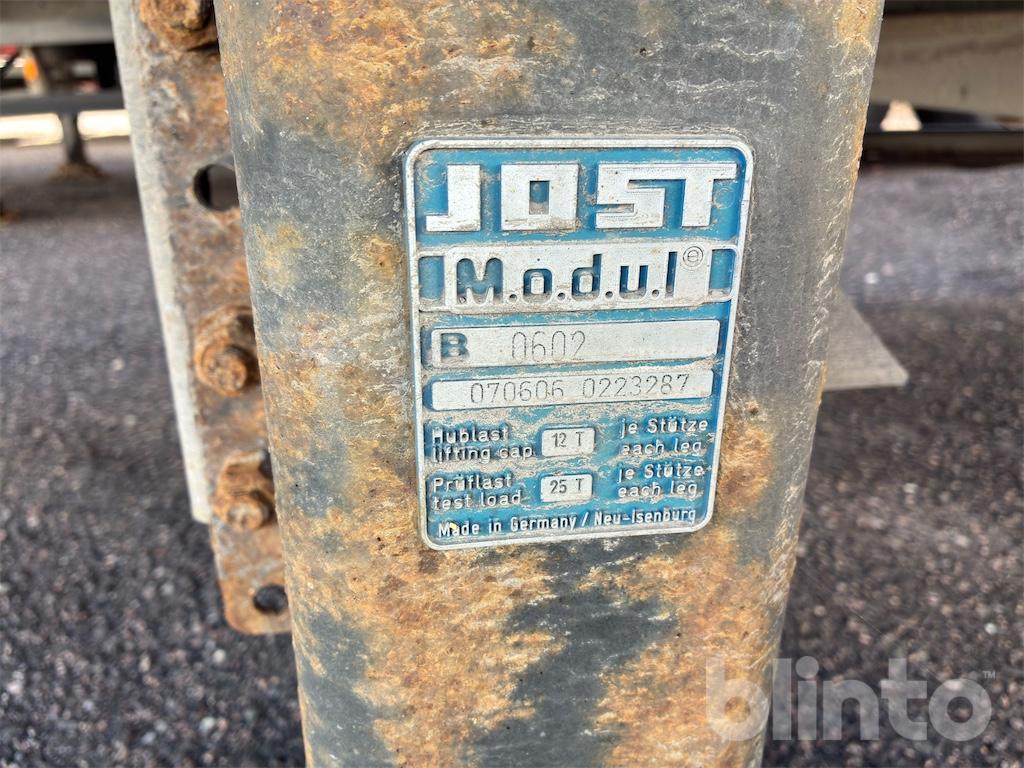 JOST
M.o.d.u.l e
B 0602
070606 0223287
Hublast 12 T je Stütze
lifting cap. each leg
Prüflast 25 T je Stütze
test load each leg
Made in Germany / Neu-Isenburg
blinto™